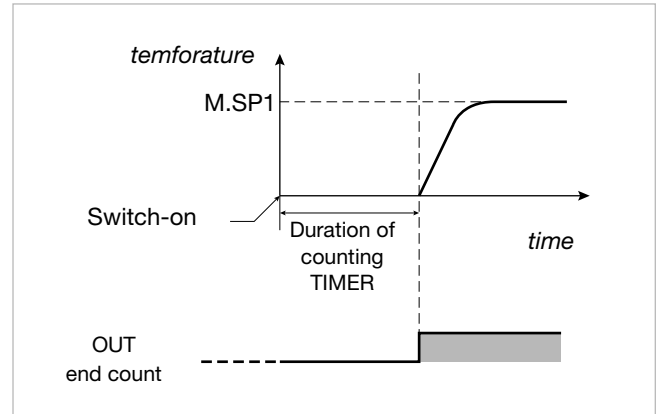 temforature
M.SP1
Switch-on
Duration of
counting
TIMER
time
OUT
end count